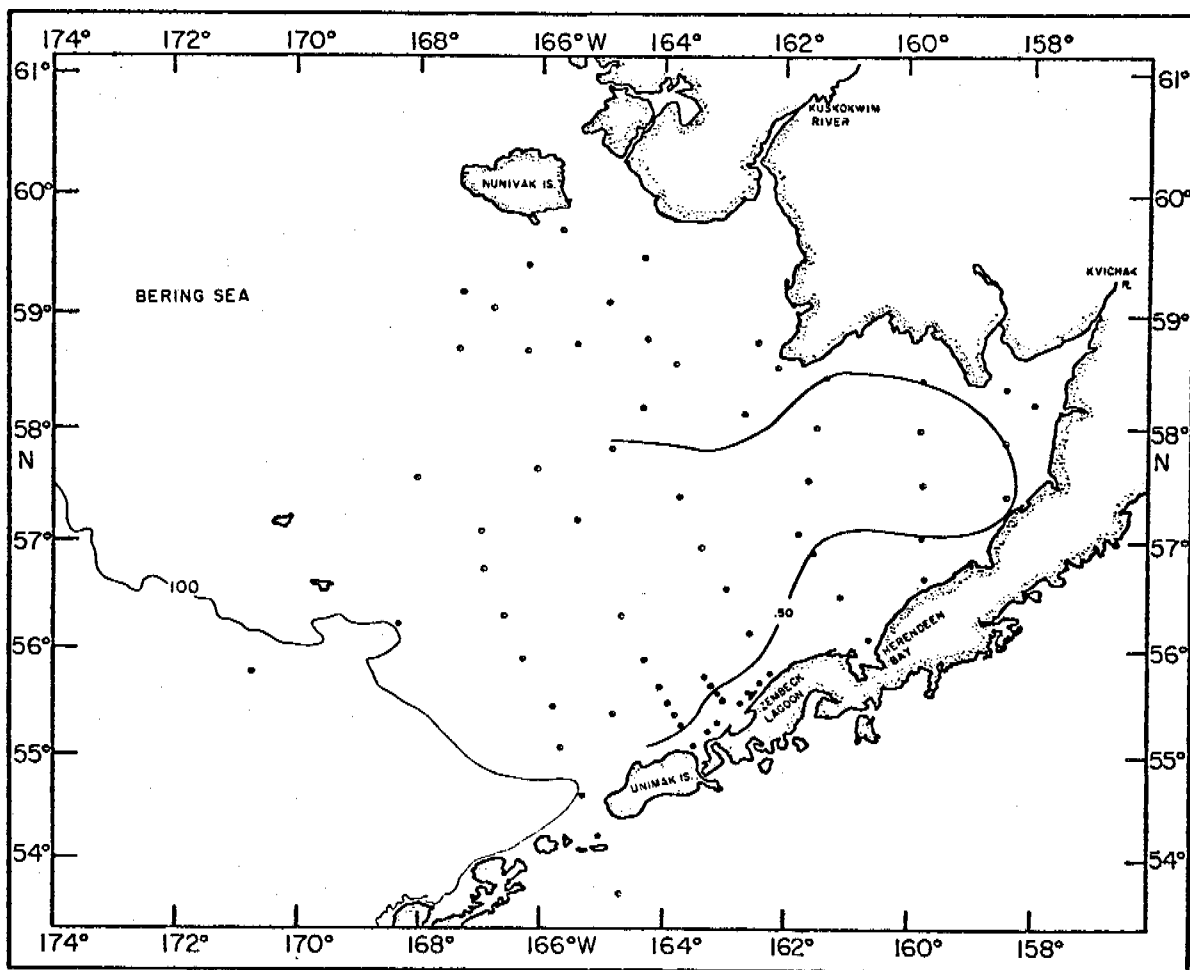 174° 172° 170° 168° 166°W 164° 162° 160° 158°
61° 61°
KUSKOKWIM
RIVER
NUNIVAK IS.
60° 60°
KVICHAK
R.
BERING SEA
59° 59°
58° 58°
N N
57° 57°
100
50
56° 56°
HERENDEEN
BAY
IZEMBECK
LAGOON
55° 55°
UNIMAK IS.
54° 54°
174° 172° 170° 168° 166°W 164° 162° 160° 158°